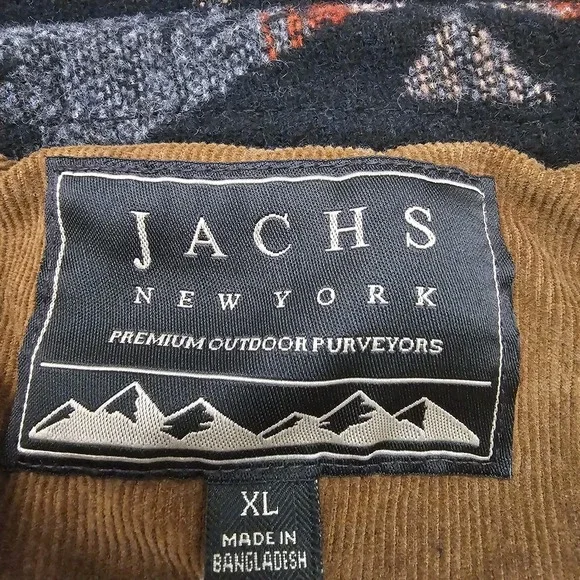 JACHS
NEW YORK
PREMIUM OUTDOOR PURVEYORS
XL
MADE IN
BANGLADESH